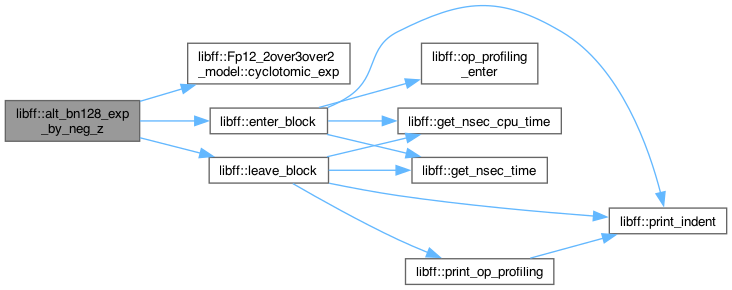 libff::alt_bn128_exp
_by_neg_z
libff::Fp12_2over3over2
_model::cyclotomic_exp
libff::enter_block
libff::leave_block
libff::op_profiling
_enter
libff::get_nsec_cpu_time
libff::get_nsec_time
libff::print_op_profiling
libff::print_indent